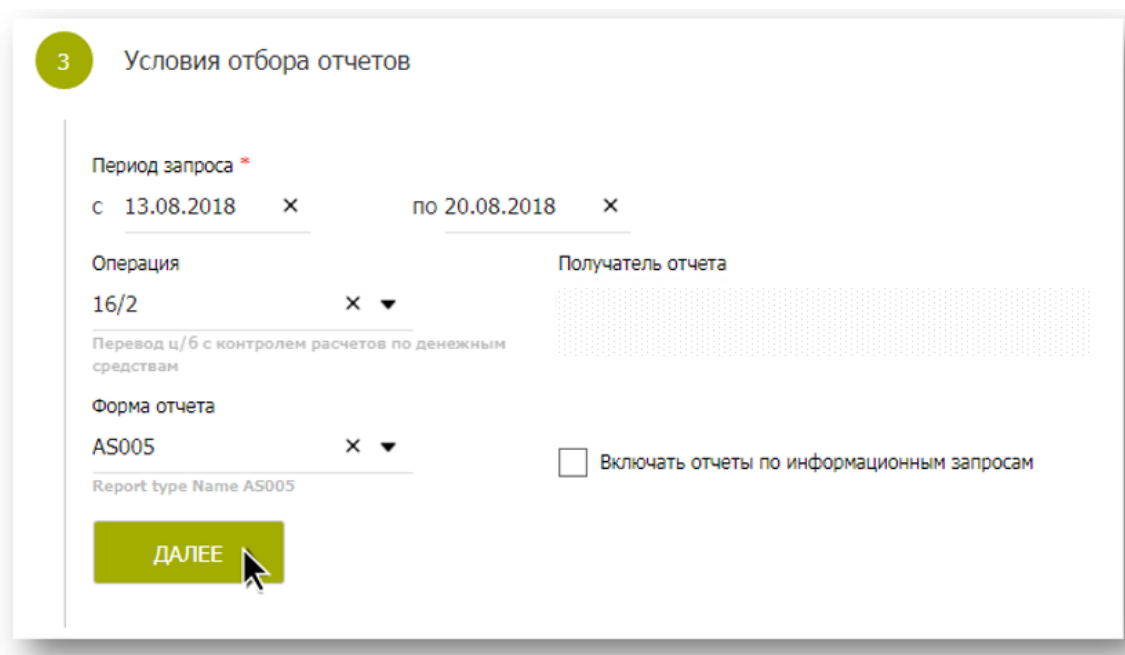 3 Условия отбора отчетов
Период запроса *
с 13.08.2018 × по 20.08.2018 ×
Операция Получатель отчета
16/2 ×
Перевод ц/б с контролем расчетов по денежным
средствам
Форма отчета
AS005 ×
Включать отчеты по информационным запросам
Report type Name AS005
ДАЛЕЕ